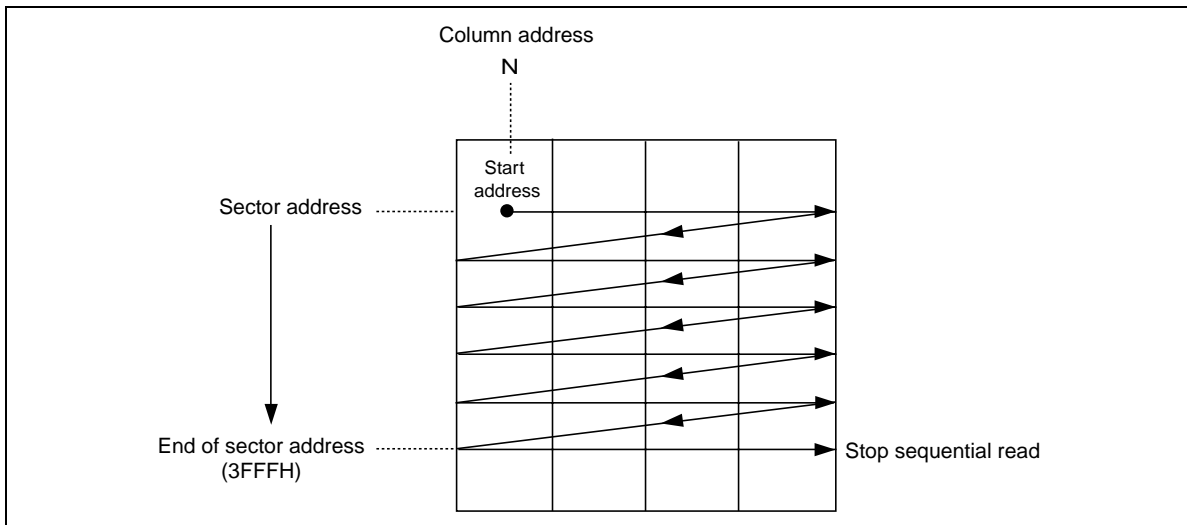 Column address
N
Start
address
Sector address
End of sector address
(3FFFH)
Stop sequential read